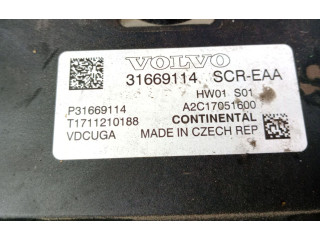 VOLVO
31669114 SCR-EAA
HW01 S01
P31669114 A2C17051600
T1711210188 CONTINENTAL
VDCUGA MADE IN CZECH REP